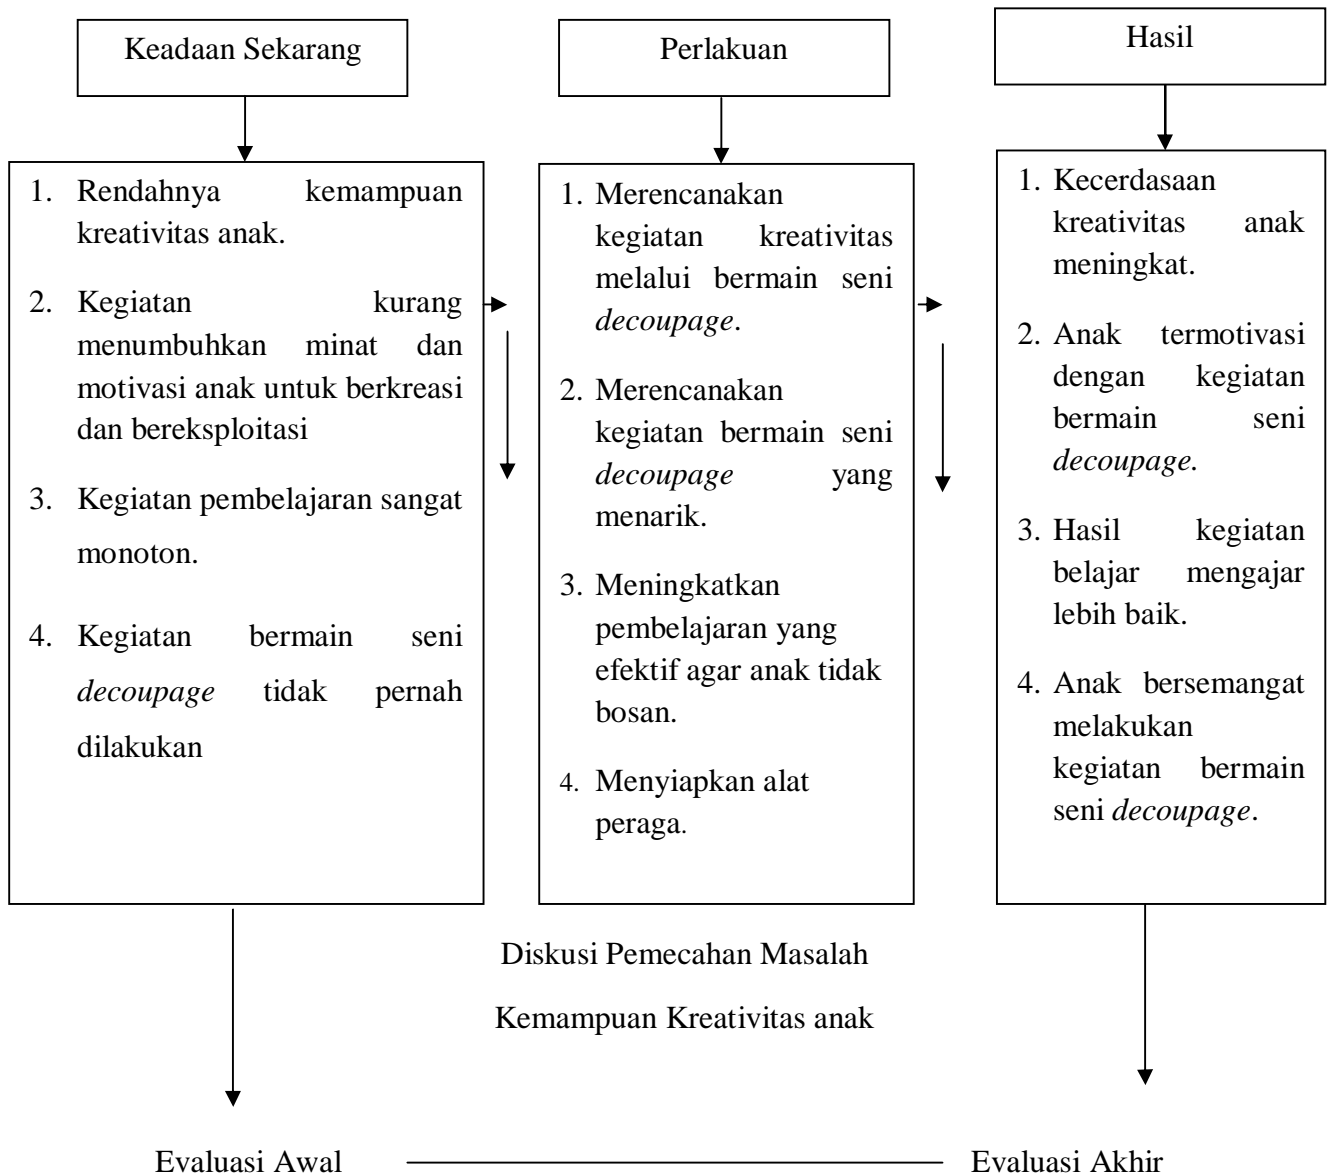 Keadaan Sekarang
Perlakuan
Hasil
1. Rendahnya kemampuan
kreativitas anak.
2. Kegiatan kurang
menumbuhkan minat dan
motivasi anak untuk berkreasi
dan bereksploitasi
3. Kegiatan pembelajaran sangat
monoton.
4. Kegiatan bermain seni
decoupage tidak pernah
dilakukan
1. Merencanakan
kegiatan kreativitas
melalui bermain seni
decoupage.
2. Merencanakan
kegiatan bermain seni
decoupage yang
menarik.
3. Meningkatkan
pembelajaran yang
efektif agar anak tidak
bosan.
4. Menyiapkan alat
peraga.
1. Kecerdasaan
kreativitas anak
meningkat.
2. Anak termotivasi
dengan kegiatan
bermain seni
decoupage.
3. Hasil kegiatan
belajar mengajar
lebih baik.
4. Anak bersemangat
melakukan
kegiatan bermain
seni decoupage.
Diskusi Pemecahan Masalah
Kemampuan Kreativitas anak
Evaluasi Awal
Evaluasi Akhir